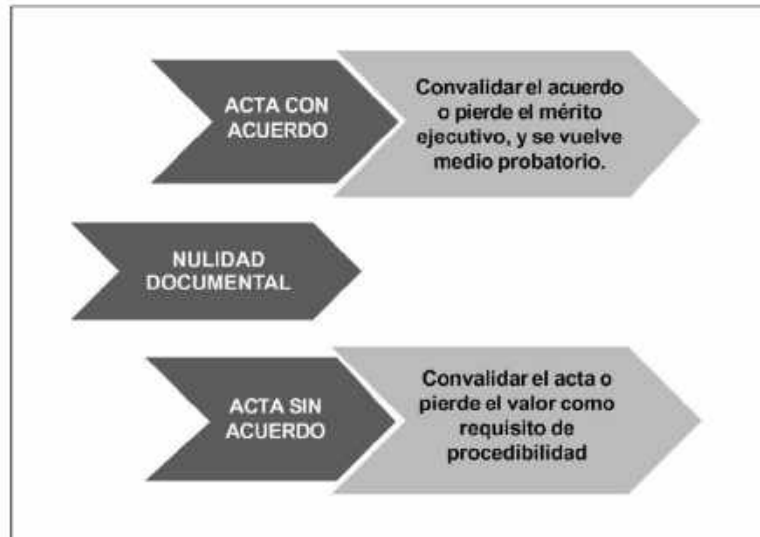 ACTA CON
ACUERDO
Convalidar el acuerdo
o pierde el mérito
ejecutivo, y se vuelve
medio probatorio.
NULIDAD
DOCUMENTAL
ACTA SIN
ACUERDO
Convalidar el acta o
pierde el valor como
requisito de
procedibilidad